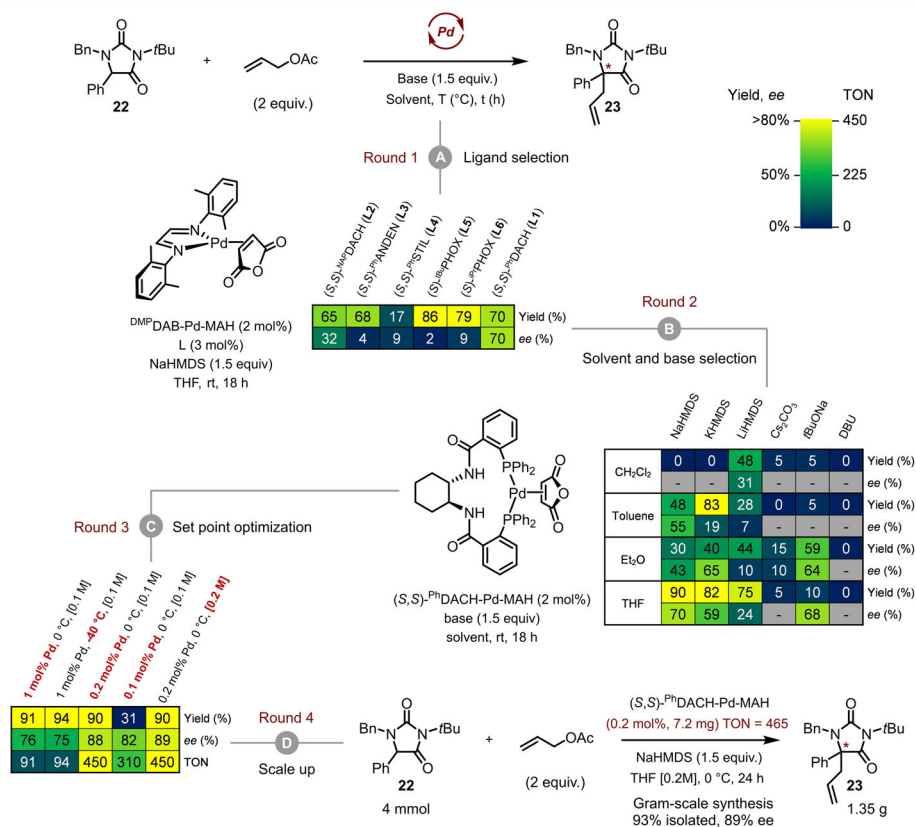 O
Bn
N
N
tBu
Ph
O
22
+
OAc
(2 equiv.)
Pd
Base (1.5 equiv.)
Solvent, T (°C), t (h)
O
Bn
N
N
tBu
*
Ph
O
23
Yield, ee
TON
>80%
450
50%
225
0%
0
Round 1
A
Ligand selection
N
Pd
N
O
O
O
DMPDAB-Pd-MAH (2 mol%)
L (3 mol%)
NaHMDS (1.5 equiv)
THF, rt, 18 h
(S,S)-NAPDACH (L2)
(S,S)-PhANDEN (L3)
(S,S)-PhSTIL (L4)
(S)-tBuPHOX (L5)
(S)-iPrPHOX (L6)
(S,S)-PhDACH (L1)
65 68 17 86 79 70 Yield (%)
32 4 9 2 9 70 ee (%)
Round 2
B
Solvent and base selection
NaHMDS
KHMDS
LiHMDS
Cs2CO3
tBuONa
DBU
CH2Cl2
0 0 48 5 5 0 Yield (%)
- - 31 - - - ee (%)
Toluene
48 83 28 0 5 0 Yield (%)
55 19 7 - - - ee (%)
Et2O
30 40 44 15 59 0 Yield (%)
43 65 10 10 64 - ee (%)
THF
90 82 75 5 10 0 Yield (%)
70 59 24 - 68 - ee (%)
O
NH
PPh2
Pd
O
O
O
PPh2
NH
O
(S,S)-PhDACH-Pd-MAH (2 mol%)
base (1.5 equiv)
solvent, rt, 18 h
Round 3
C
Set point optimization
1 mol% Pd, 0 °C, [0.1 M]
1 mol% Pd, -40 °C, [0.1 M]
0.2 mol% Pd, 0 °C, [0.1 M]
0.1 mol% Pd, 0 °C, [0.1 M]
0.2 mol% Pd, 0 °C, [0.2 M]
91 94 90 31 90 Yield (%)
76 75 88 82 89 ee (%)
91 94 450 310 450 TON
Round 4
D
Scale up
O
Bn
N
N
tBu
Ph
O
22
4 mmol
+
OAc
(2 equiv.)
(S,S)-PhDACH-Pd-MAH
(0.2 mol%, 7.2 mg) TON = 465
NaHMDS (1.5 equiv.)
THF [0.2M], 0 °C, 24 h
Gram-scale synthesis
93% isolated, 89% ee
O
Bn
N
N
tBu
*
Ph
O
23
1.35 g